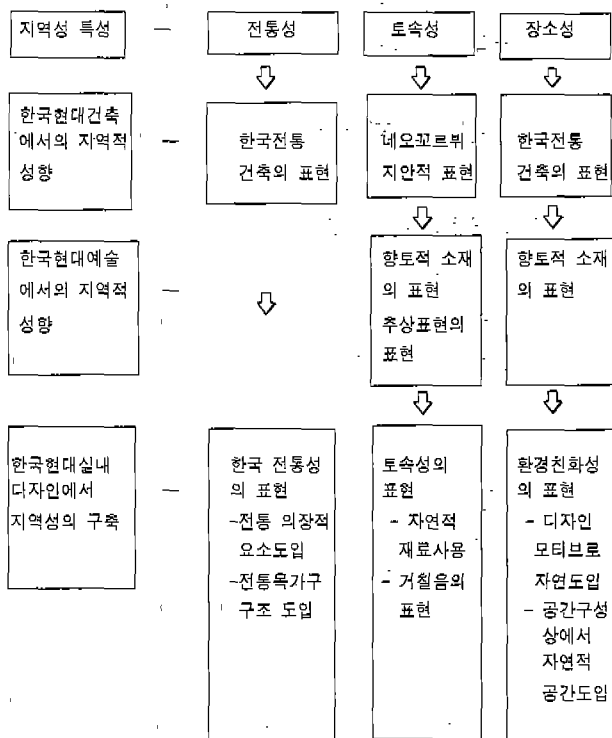 지역성 특성 — 전통성 토속성 장소성
한국현대건축
에서의 지역적
성향
—
한국전통
건축의 표현
네오꼬르뷔
지안적 표현
한국전통
건축의 표현
한국현대예술
에서의 지역적
성향
—
향토적 소재
의 표현
추상표현의
표현
향토적 소재
의 표현
한국현대실내
디자인에서
지역성의 구축
—
한국 전통성
의 표현
-전통 의장적
요소도입
-전통목가구
구조 도입
토속성의
표현
- 자연적
재료사용
- 거칠음의
표현
환경친화성
의 표현
- 디자인
모티브로
자연도입
- 공간구성
상에서
자연적
공간도입